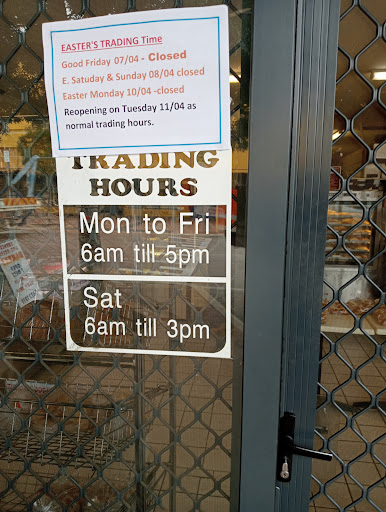 EASTER'S TRADING Time
Good Friday 07/04 - Closed
E. Satuday & Sunday 08/04 closed
Easter Monday 10/04 -closed
Reopening on Tuesday 11/04 as
normal trading hours.
TRADING
HOURS
Mon to Fri
6am till 5pm
Sat
6am till 3pm